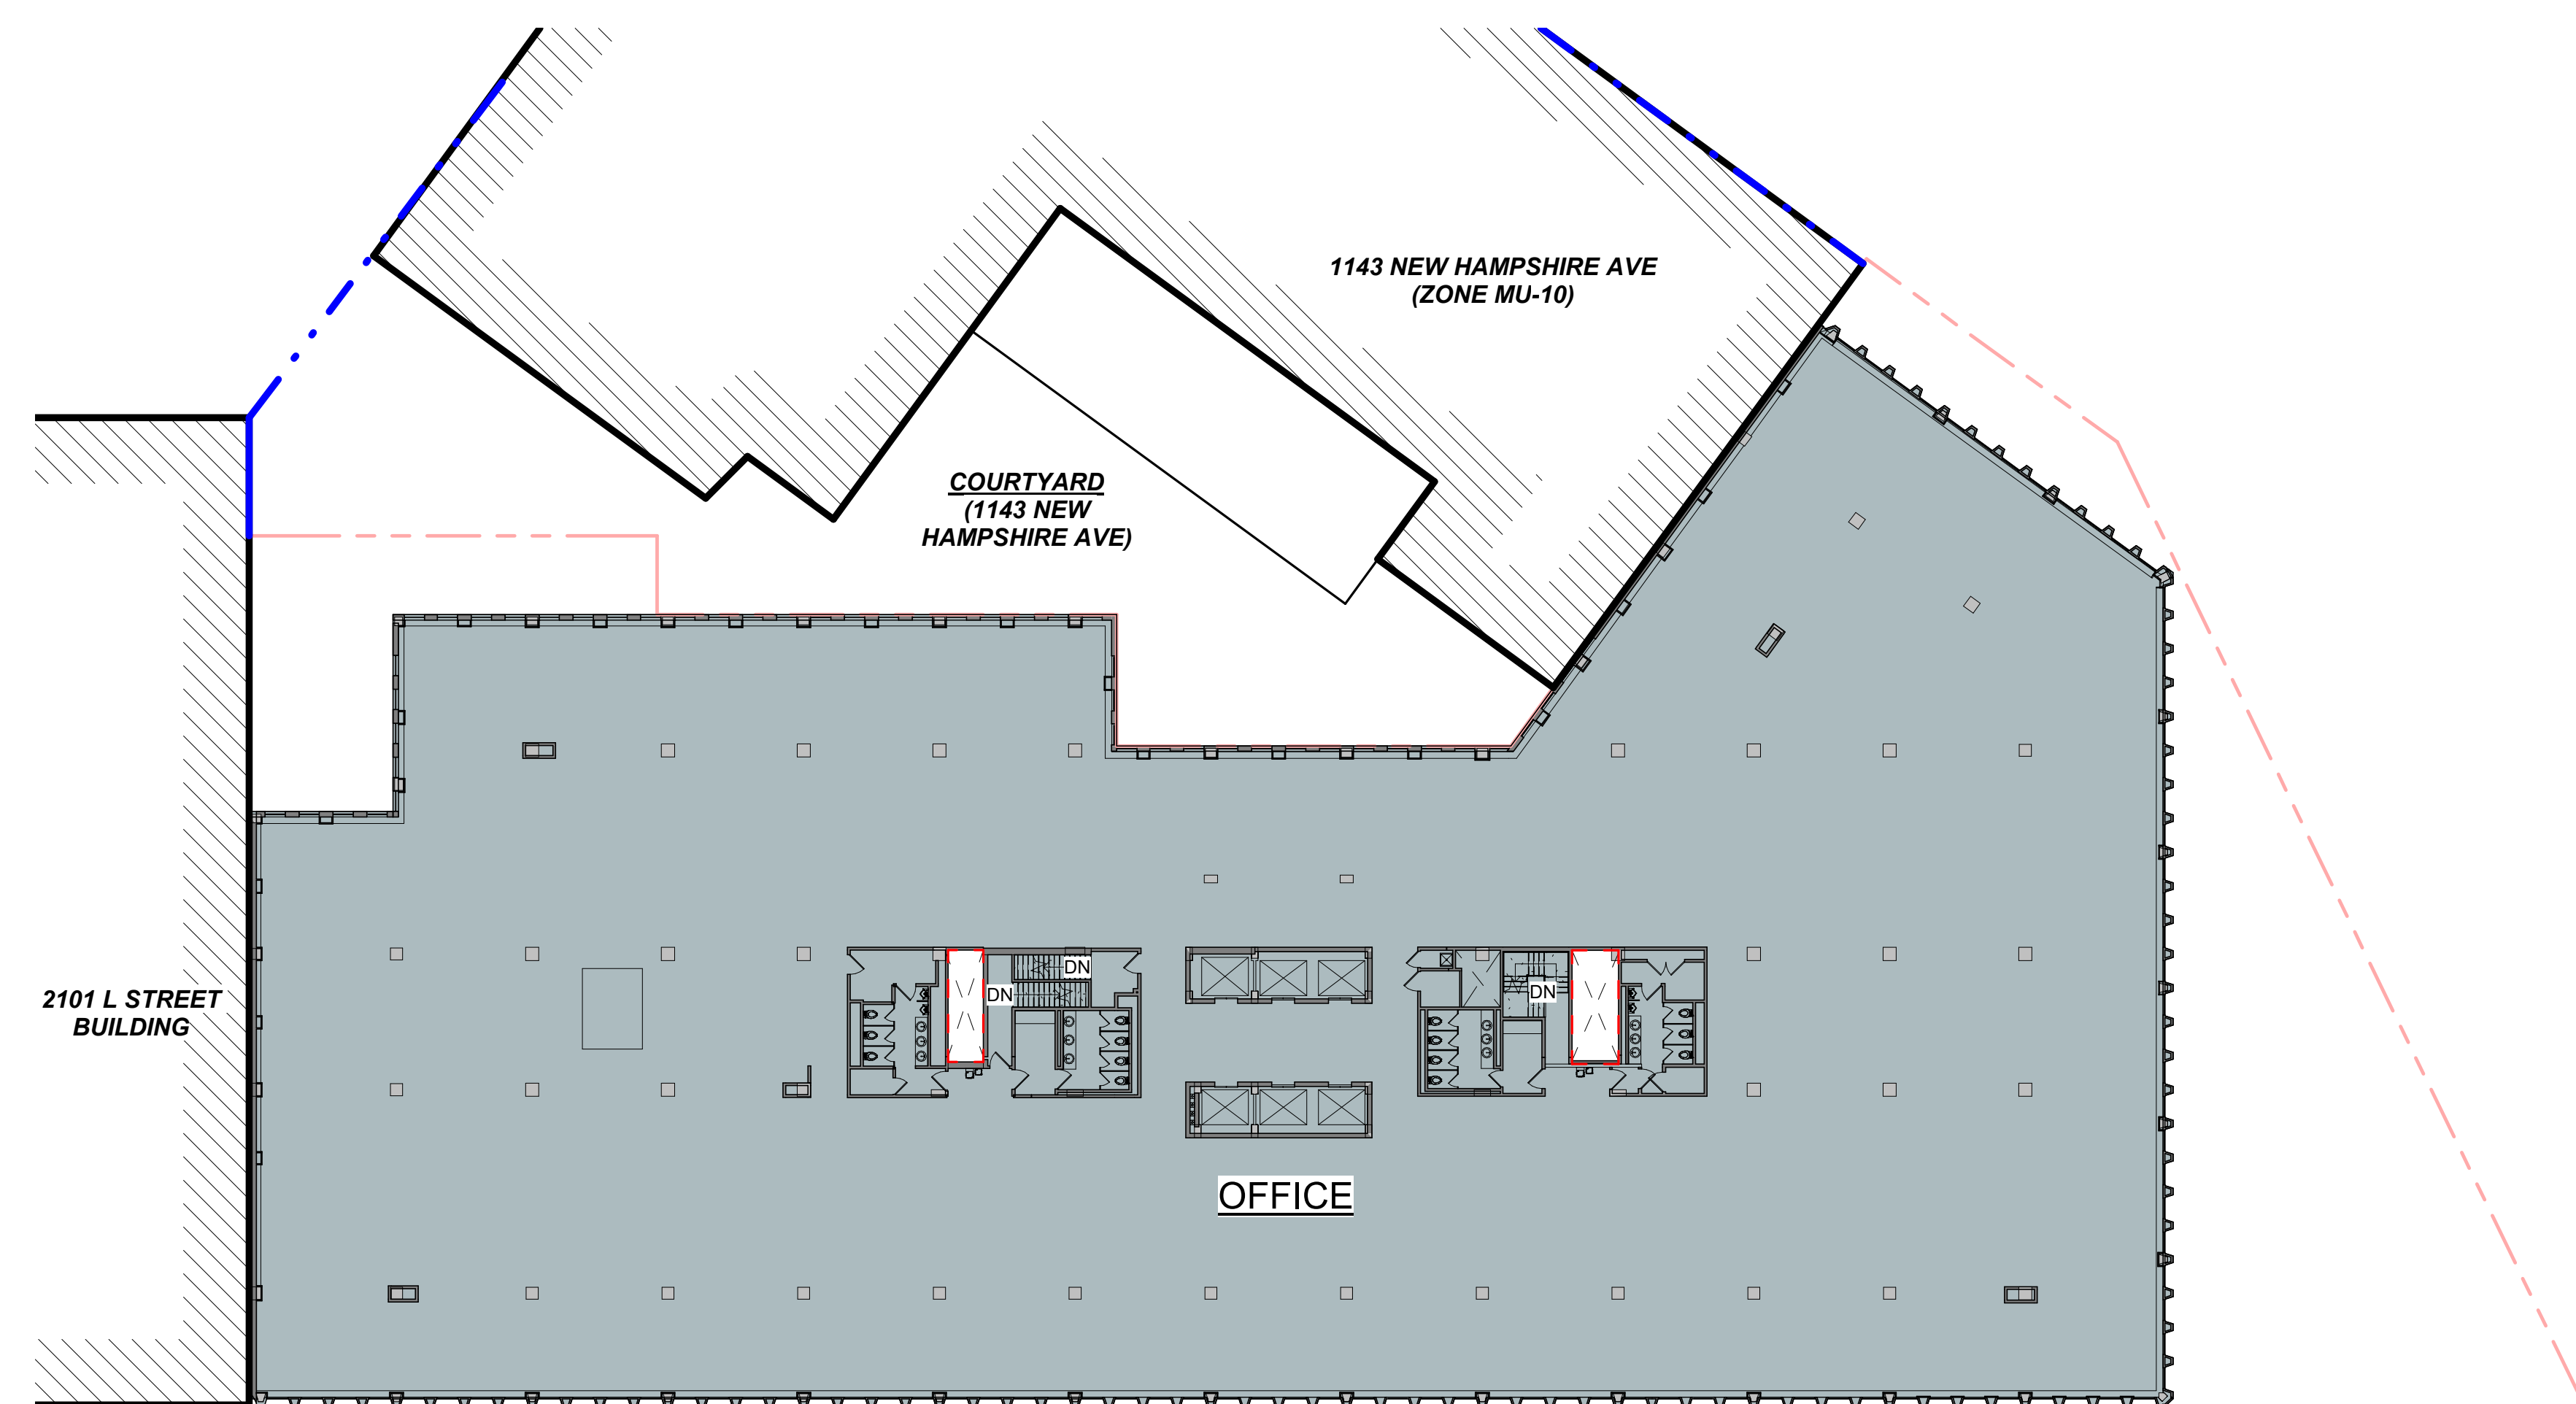 1143 NEW HAMPSHIRE AVE
(ZONE MU-10)
COURTYARD
(1143 NEW
HAMPSHIRE AVE)
2101 L STREET
BUILDING
DN
DN
DN
OFFICE